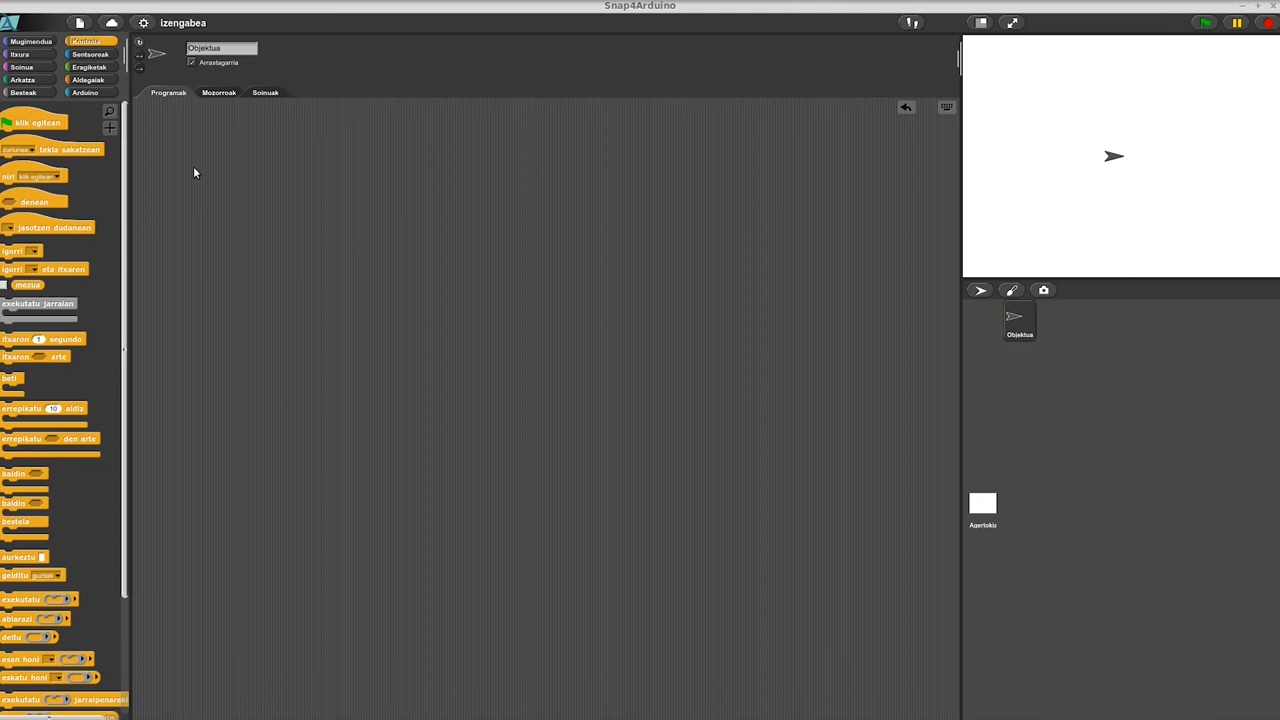 Snap4Arduino
izengabea
Mugimendua
Kontrola
Itxura
Sentsoreak
Soinua
Eragiketak
Arkatza
Aldagaiak
Besteak
Arduino
Objektua
Arrastagarria
Programak
Mozorroak
Soinuak
klik egitean
zuriunea tekla sakatzean
niri klik egitean
denean
jasotzen dudanean
igorri
igorri eta itxaron
mezua
exekutatu jarraian
itxaron 1 segundo
itxaron arte
beti
errepikatu 10 aldiz
errepikatu den arte
baldin
baldin
bestela
aurkeztu
gelditu guztiak
exekutatu
abiarazi
deitu
esan honi
eskatu honi
exekutatu jarraipenareki
Objektua
Agertokia